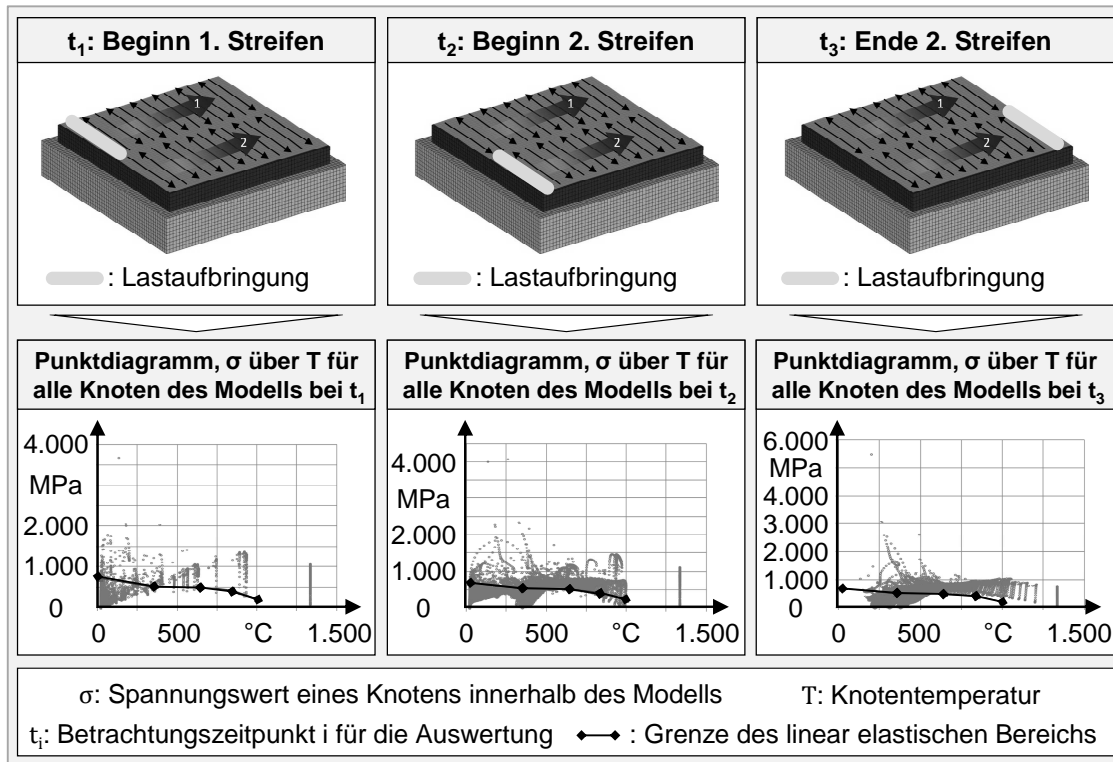 t₁: Beginn 1. Streifen
t₂: Beginn 2. Streifen
t₃: Ende 2. Streifen
1
2
1
2
1
2
: Lastaufbringung
: Lastaufbringung
: Lastaufbringung
Punktdiagramm, σ über T für
alle Knoten des Modells bei t₁
Punktdiagramm, σ über T für
alle Knoten des Modells bei t₂
Punktdiagramm, σ über T für
alle Knoten des Modells bei t₃
4.000
MPa
2.000
1.000
0
0 500 °C 1.500
4.000
MPa
2.000
1.000
0
0 500 °C 1.500
6.000
MPa
4.000
3.000
2.000
1.000
0
0 500 °C 1.500
σ: Spannungswert eines Knotens innerhalb des Modells T: Knotentemperatur
tᵢ: Betrachtungszeitpunkt i für die Auswertung : Grenze des linear elastischen Bereichs